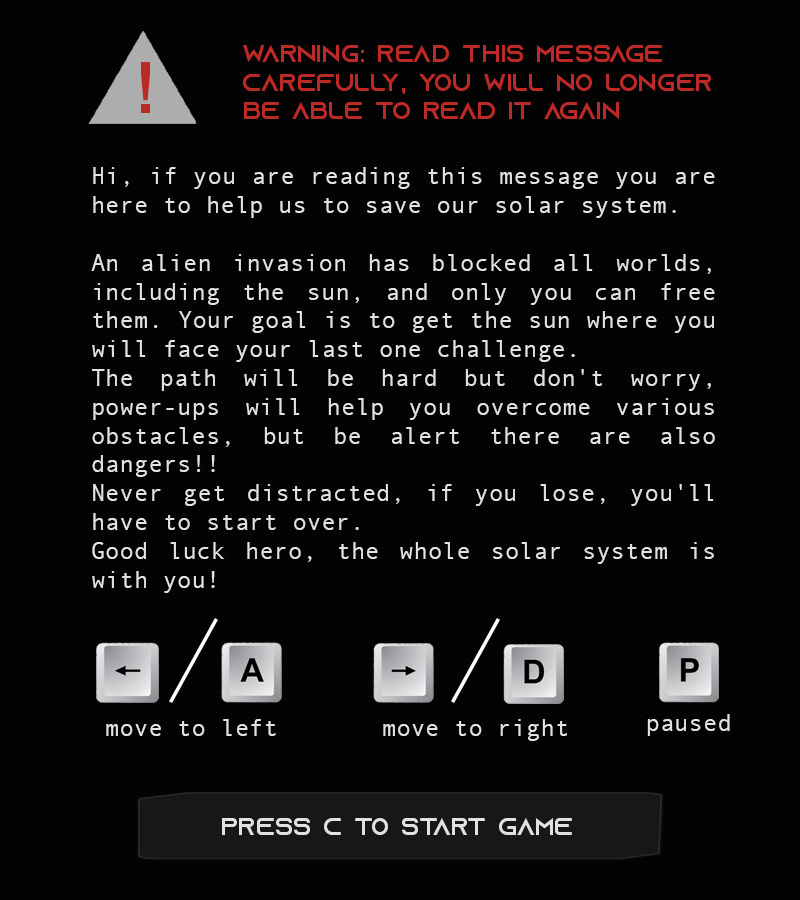 !
WARNING: READ THIS MESSAGE
CAREFULLY, YOU WILL NO LONGER
BE ABLE TO READ IT AGAIN
Hi, if you are reading this message you are
here to help us to save our solar system.
An alien invasion has blocked all worlds,
including the sun, and only you can free
them. Your goal is to get the sun where you
will face your last one challenge.
The path will be hard but don't worry,
power-ups will help you overcome various
obstacles, but be alert there are also
dangers!!
Never get distracted, if you lose, you'll
have to start over.
Good luck hero, the whole solar system is
with you!
← / A → / D P
move to left move to right paused
PRESS C TO START GAME